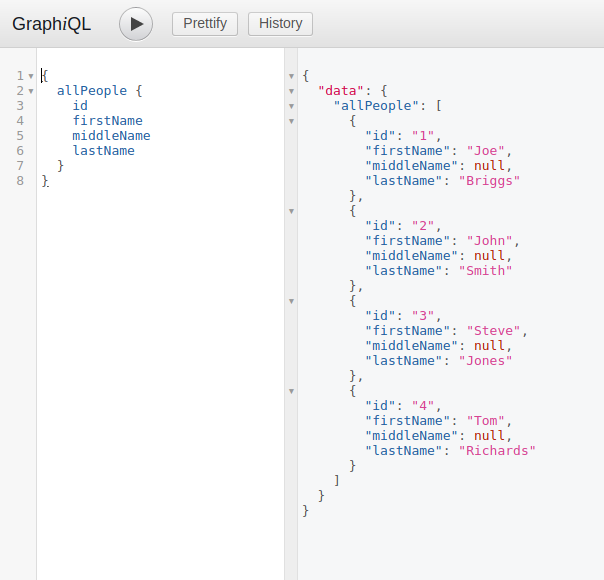 GraphiQL Prettify History
1 {
2   allPeople {
3     id
4     firstName
5     middleName
6     lastName
7   }
8 }
{
  "data": {
    "allPeople": [
      {
        "id": "1",
        "firstName": "Joe",
        "middleName": null,
        "lastName": "Briggs"
      },
      {
        "id": "2",
        "firstName": "John",
        "middleName": null,
        "lastName": "Smith"
      },
      {
        "id": "3",
        "firstName": "Steve",
        "middleName": null,
        "lastName": "Jones"
      },
      {
        "id": "4",
        "firstName": "Tom",
        "middleName": null,
        "lastName": "Richards"
      }
    ]
  }
}